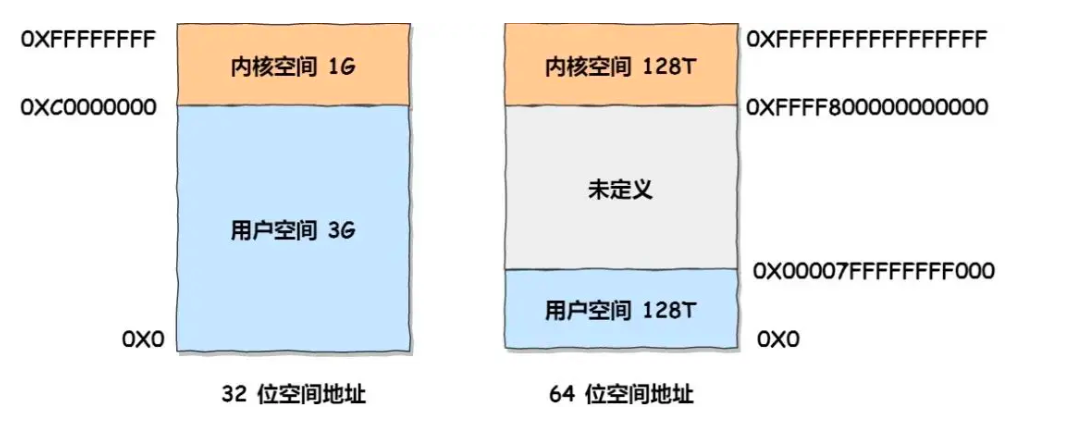 0XFFFFFFFF
内核空间 1G
0XC0000000
用户空间 3G
0X0
32 位空间地址
内核空间 128T
0XFFFFFFFFFFFFFFFF
0XFFFF800000000000
未定义
0X00007FFFFFFFF000
用户空间 128T
0X0
64 位空间地址